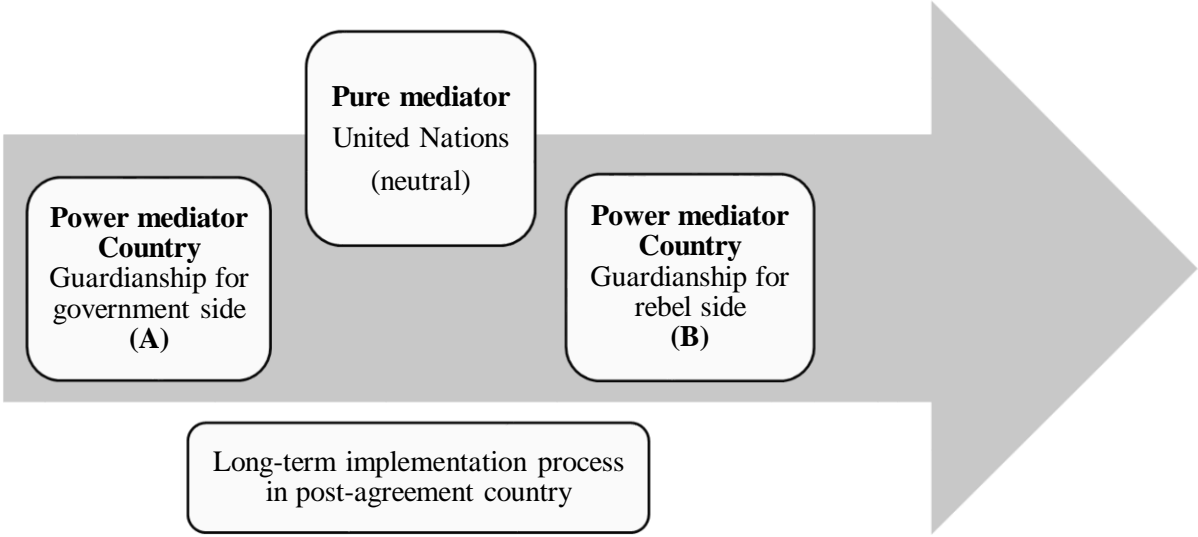 Pure mediator
United Nations
(neutral)
Power mediator
Country
Guardianship for
government side
(A)
Power mediator
Country
Guardianship for
rebel side
(B)
Long-term implementation process
in post-agreement country